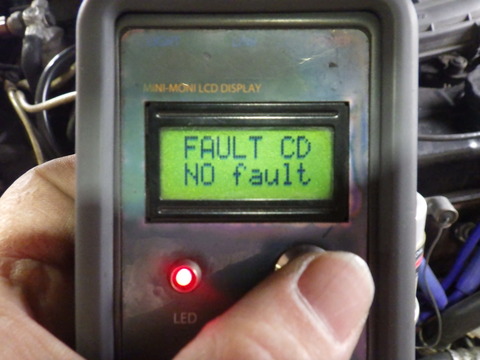 MINI-MONI LCD DISPLAY
FAULT CD
NO fault
LED